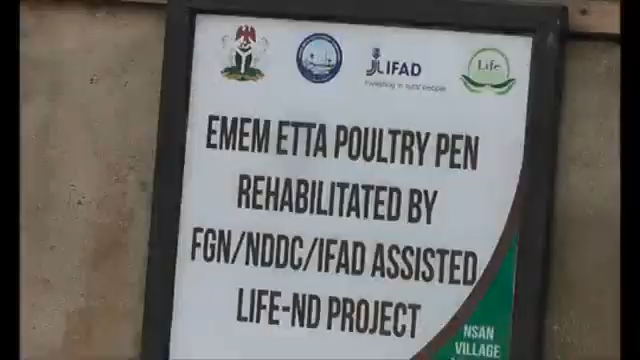 JLIFAD
Investing in rural people
Life
EMEM ETTA POULTRY PEN
REHABILITATED BY
FGN/NDDC/IFAD ASSISTED
LIFE-ND PROJECT
NSAN
VILLAGE